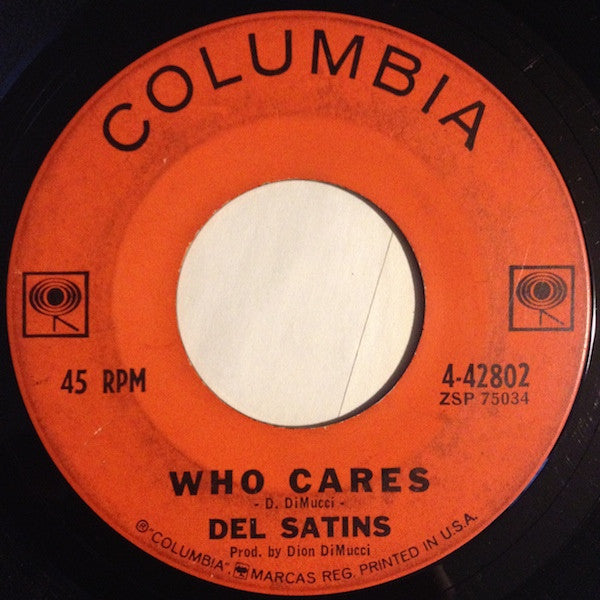 COLUMBIA
45 RPM
4-42802
ZSP 75034
WHO CARES
- D. DiMucci -
DEL SATINS
Prod. by Dion DiMucci
® "COLUMBIA", MARCAS REG. PRINTED IN U.S.A.